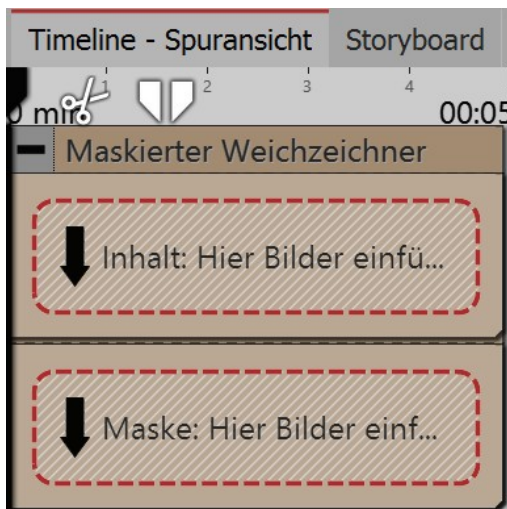 Timeline - Spuransicht Storyboard
1 2 3 4
0 min 00:05
Maskierter Weichzeichner
Inhalt: Hier Bilder einfü...
Maske: Hier Bilder einf...